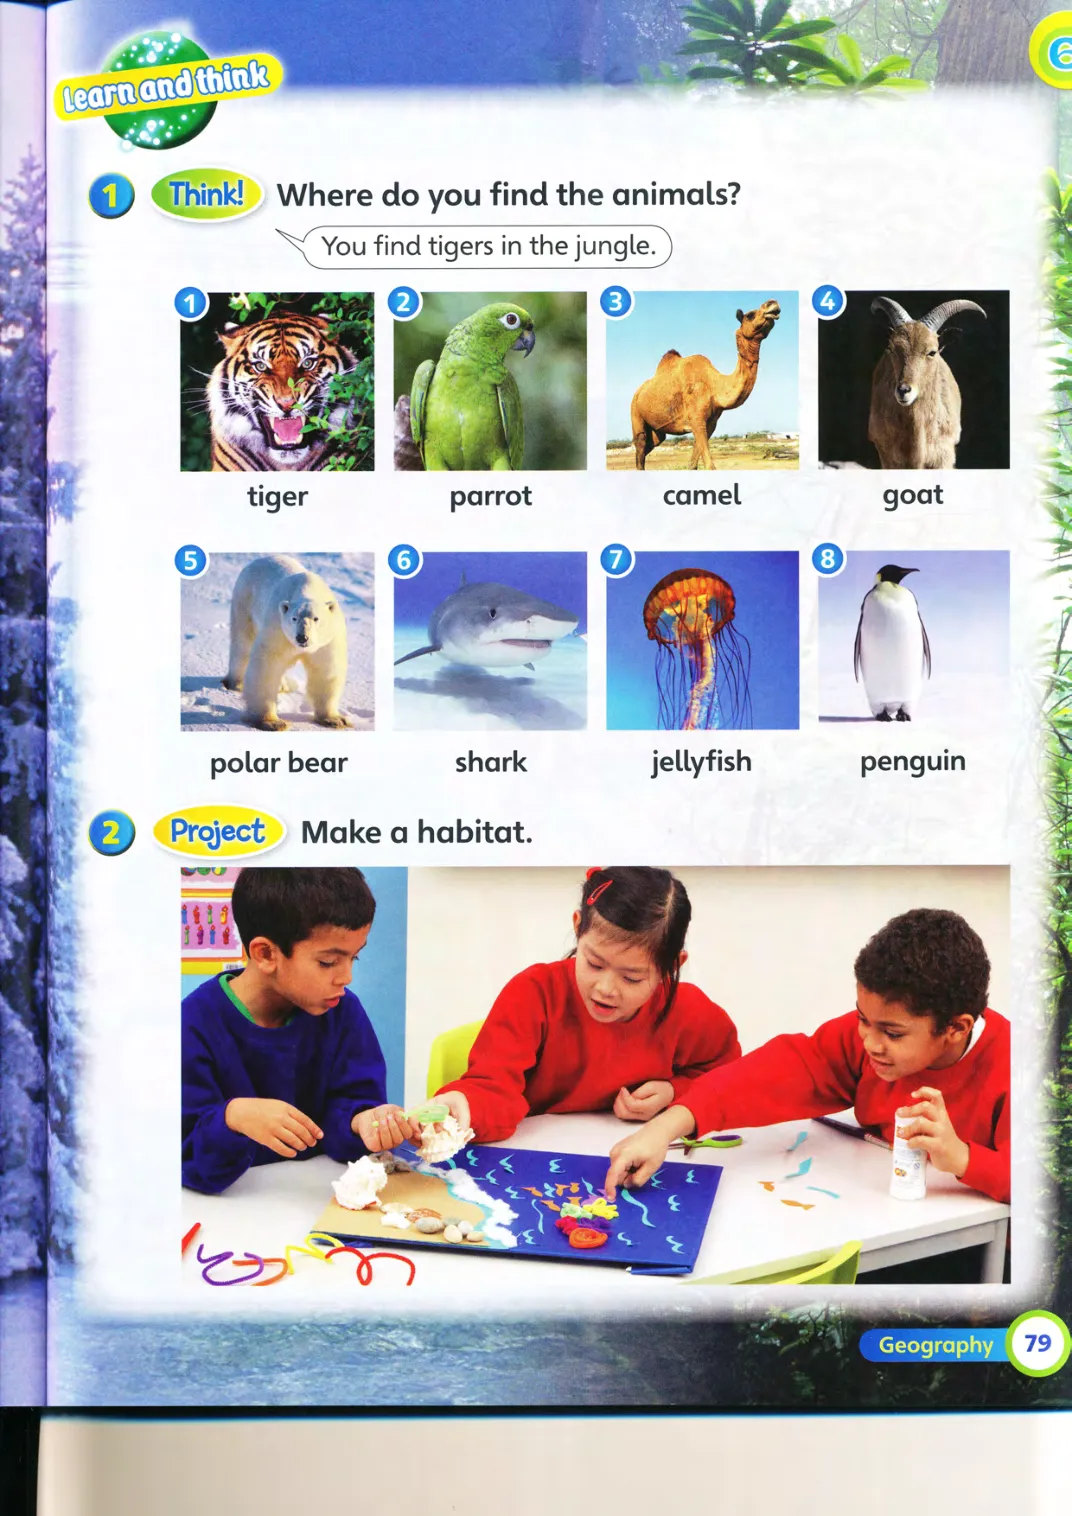 Learn and think
6
1 Think! Where do you find the animals?
You find tigers in the jungle.
1 2 3 4
tiger parrot camel goat
5 6 7 8
polar bear shark jellyfish penguin
2 Project Make a habitat.
Geography 79